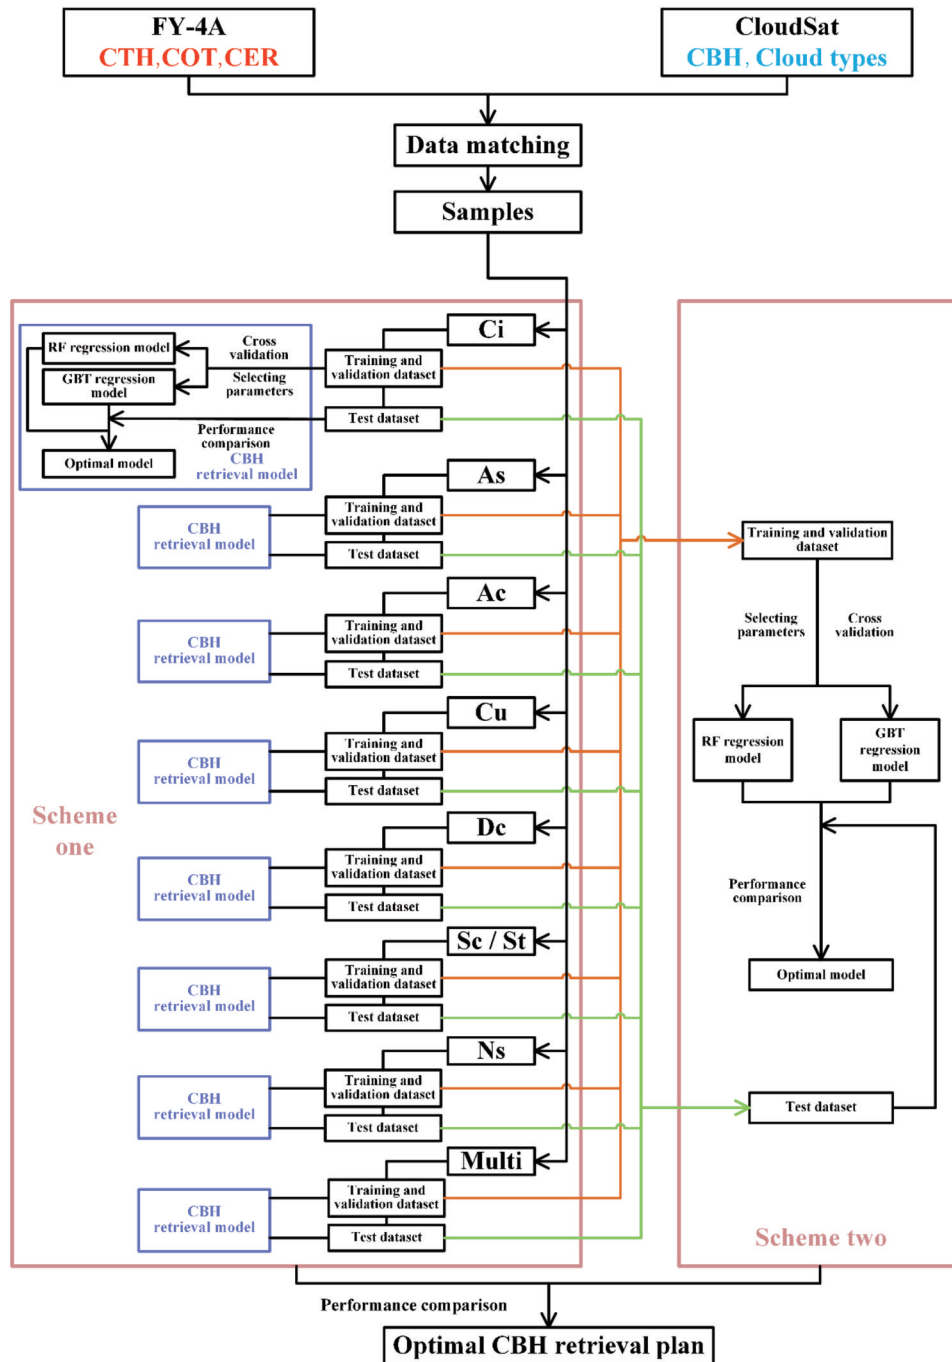 FY-4A
CTH,COT,CER
CloudSat
CBH, Cloud types
Data matching
Samples
Ci
RF regression model
Cross
validation
Training and
validation dataset
GBT regression
model
Selecting
parameters
Test dataset
Performance
comparison
Optimal model
CBH
retrieval model
As
CBH
retrieval model
Training and
validation dataset
Test dataset
Ac
CBH
retrieval model
Training and
validation dataset
Test dataset
Cu
CBH
retrieval model
Training and
validation dataset
Test dataset
Scheme
one
Dc
CBH
retrieval model
Training and
validation dataset
Test dataset
Sc / St
CBH
retrieval model
Training and
validation dataset
Test dataset
Ns
CBH
retrieval model
Training and
validation dataset
Test dataset
Multi
CBH
retrieval model
Training and
validation dataset
Test dataset
Training and validation
dataset
Selecting
parameters
Cross
validation
RF regression
model
GBT
regression
model
Performance
comparison
Optimal model
Test dataset
Scheme two
Performance comparison
Optimal CBH retrieval plan